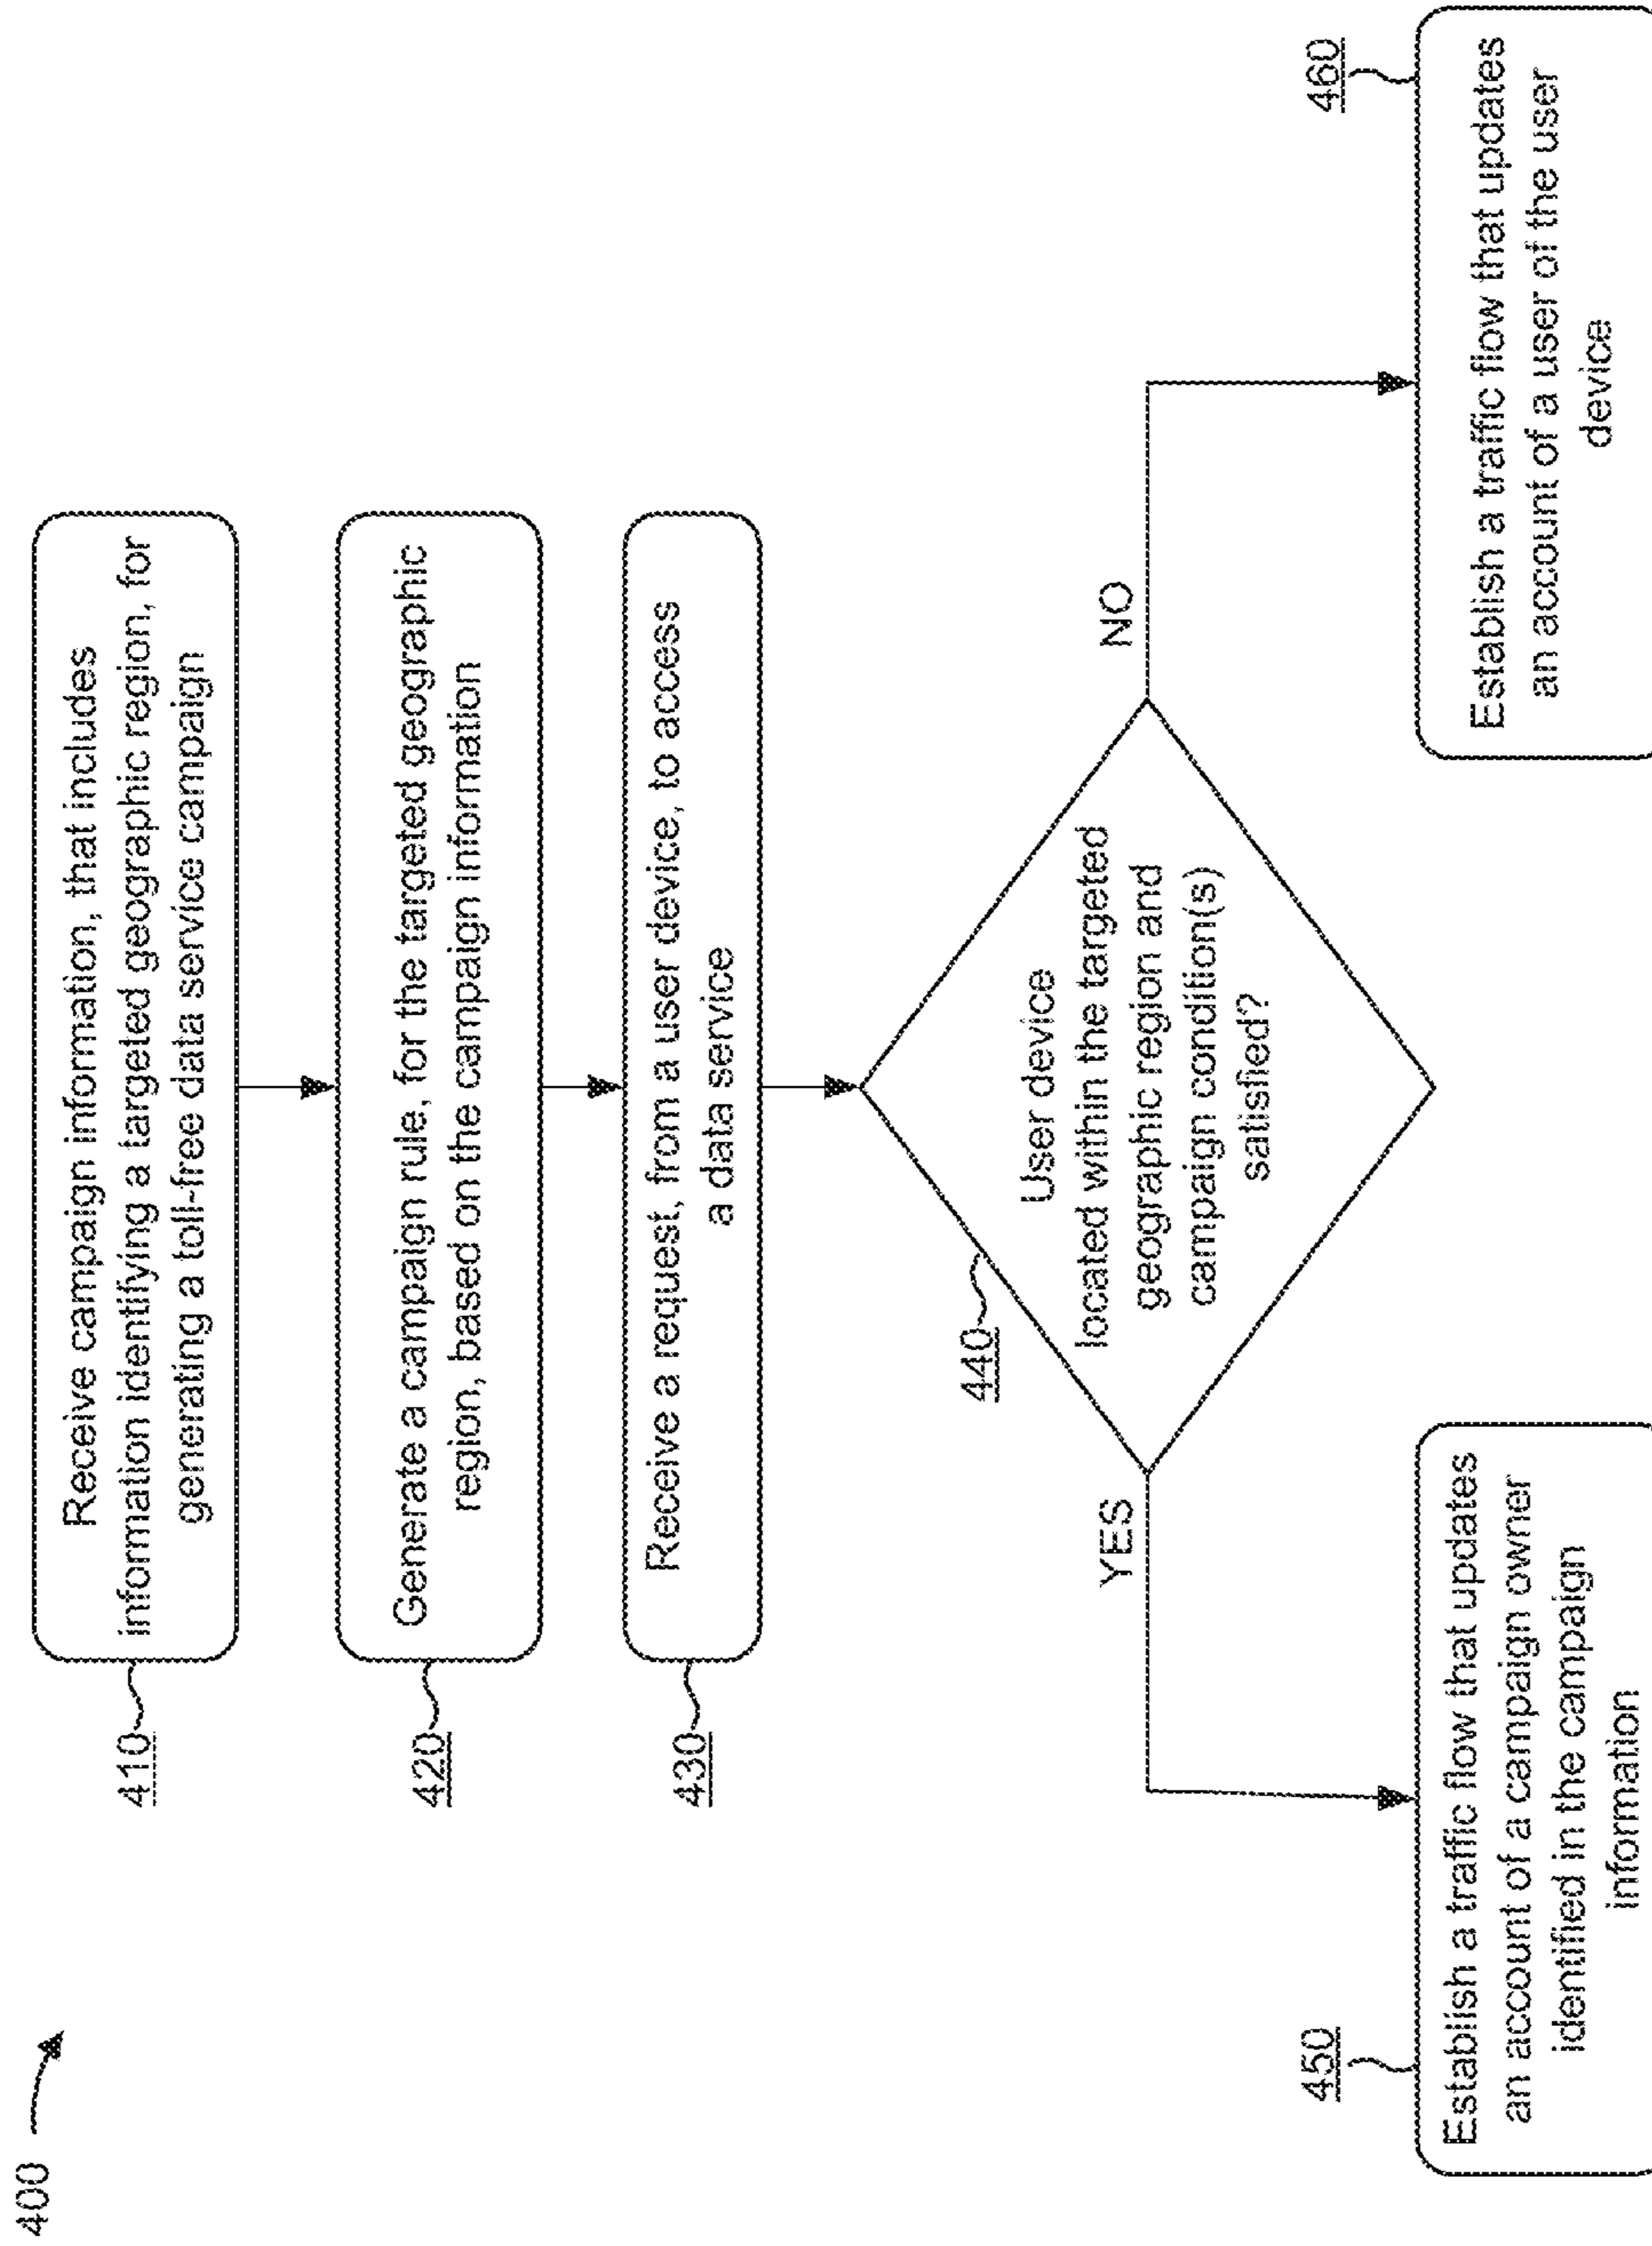 400
410
Receive campaign information, that includes
information identifying a targeted geographic region, for
generating a toll-free data service campaign
420
Generate a campaign rule, for the targeted geographic
region, based on the campaign information
430
Receive a request, from a user device, to access
a data service
440
User device
located within the targeted
geographic region and
campaign condition(s)
satisfied?
YES
NO
450
Establish a traffic flow that updates
an account of a campaign owner
identified in the campaign
information
460
Establish a traffic flow that updates
an account of a user of the user
device